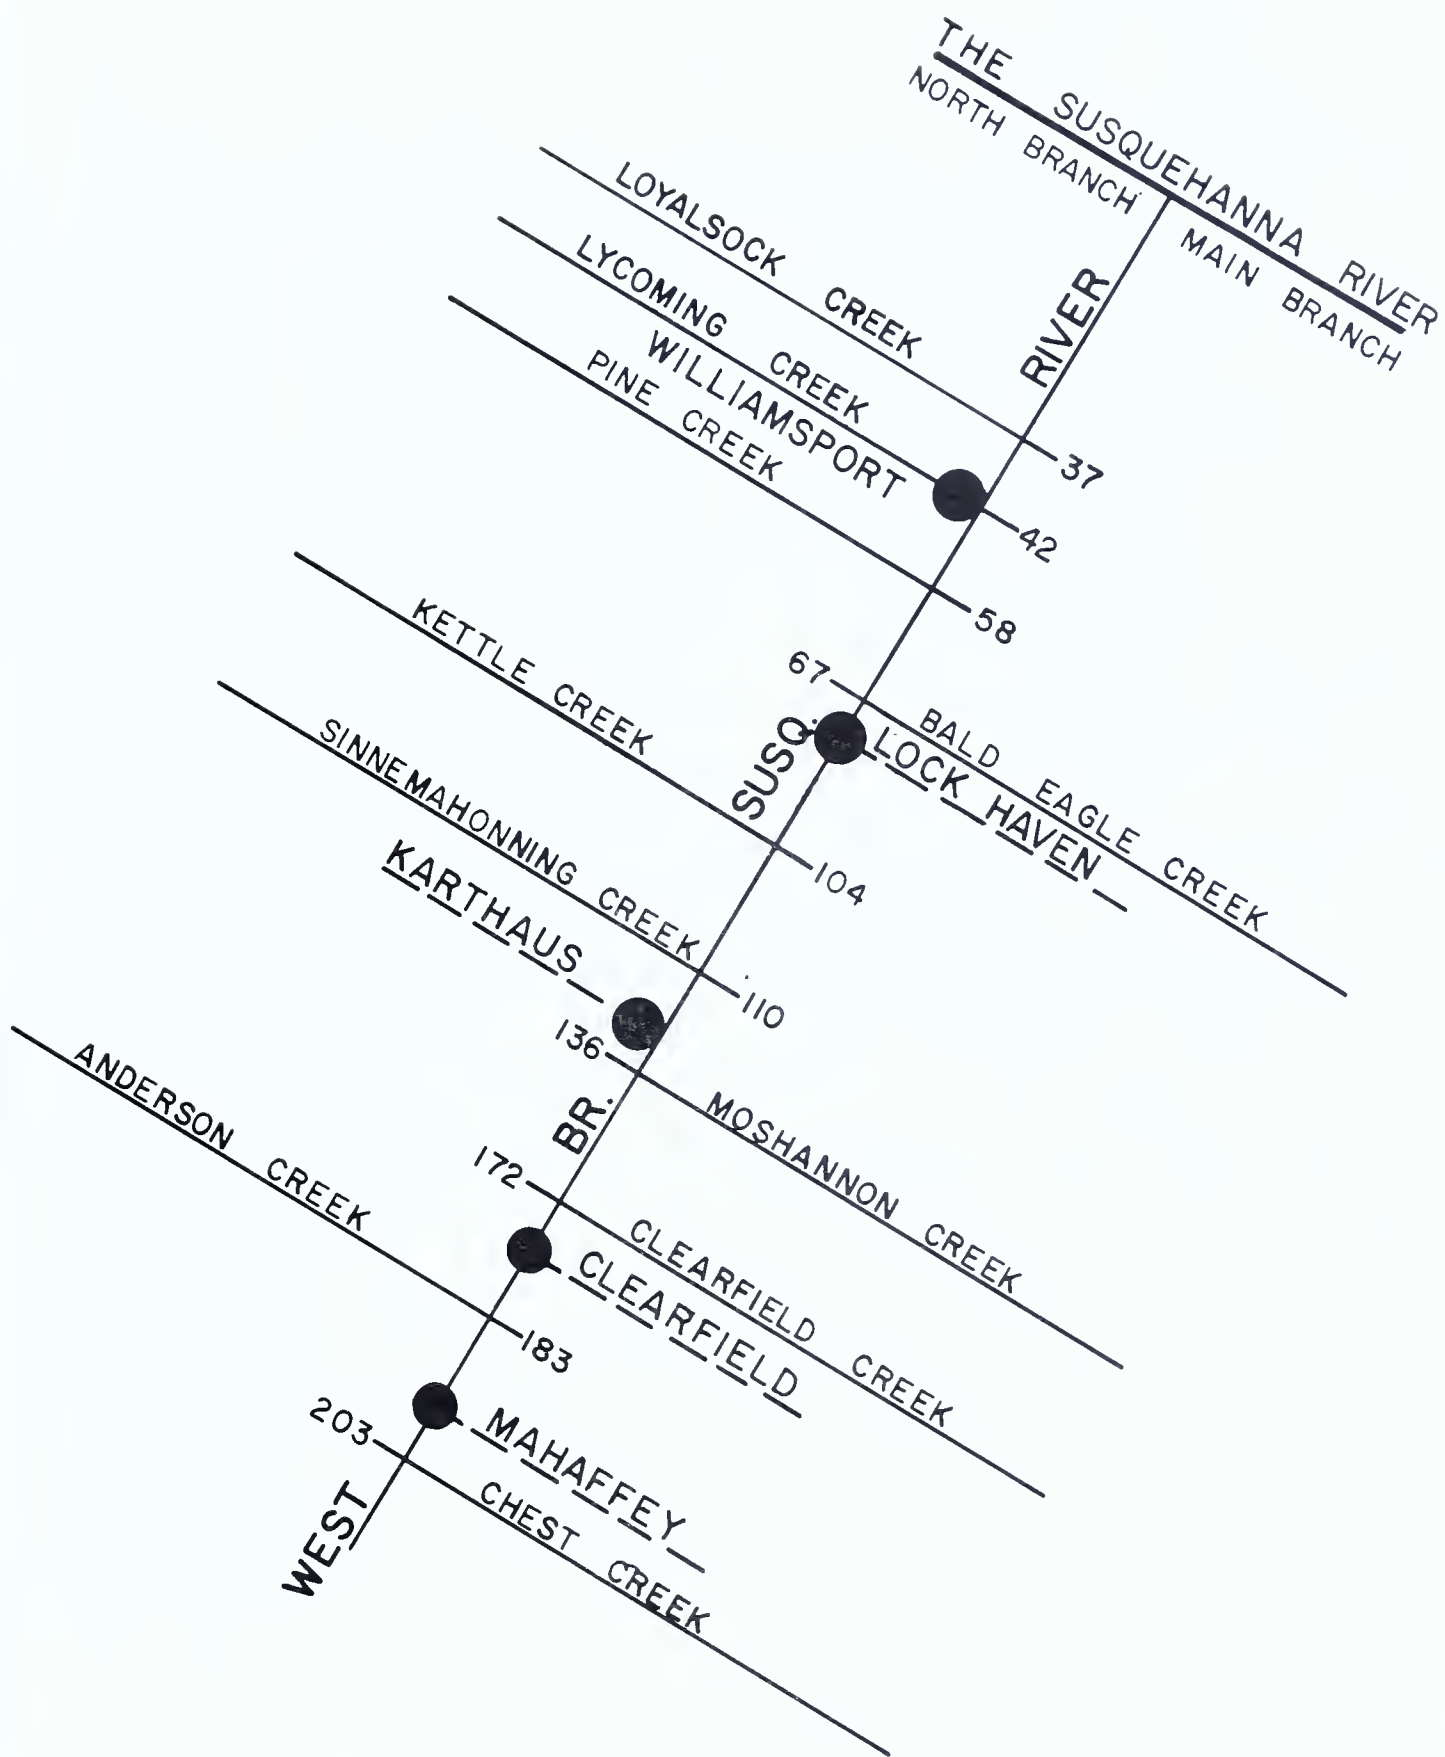 THE SUSQUEHANNA RIVER
NORTH BRANCH
MAIN BRANCH
LOYALSOCK CREEK
37
LYCOMING CREEK
WILLIAMSPORT
42
PINE CREEK
58
67
BALD EAGLE CREEK
LOCK HAVEN
KETTLE CREEK
104
SINNEMAHONNING CREEK
110
KARTHAUS
136
MOSHANNON CREEK
172
CLEARFIELD CREEK
CLEARFIELD
ANDERSON CREEK
183
MAHAFFEY
203
CHEST CREEK
WEST BR. SUSQ. RIVER